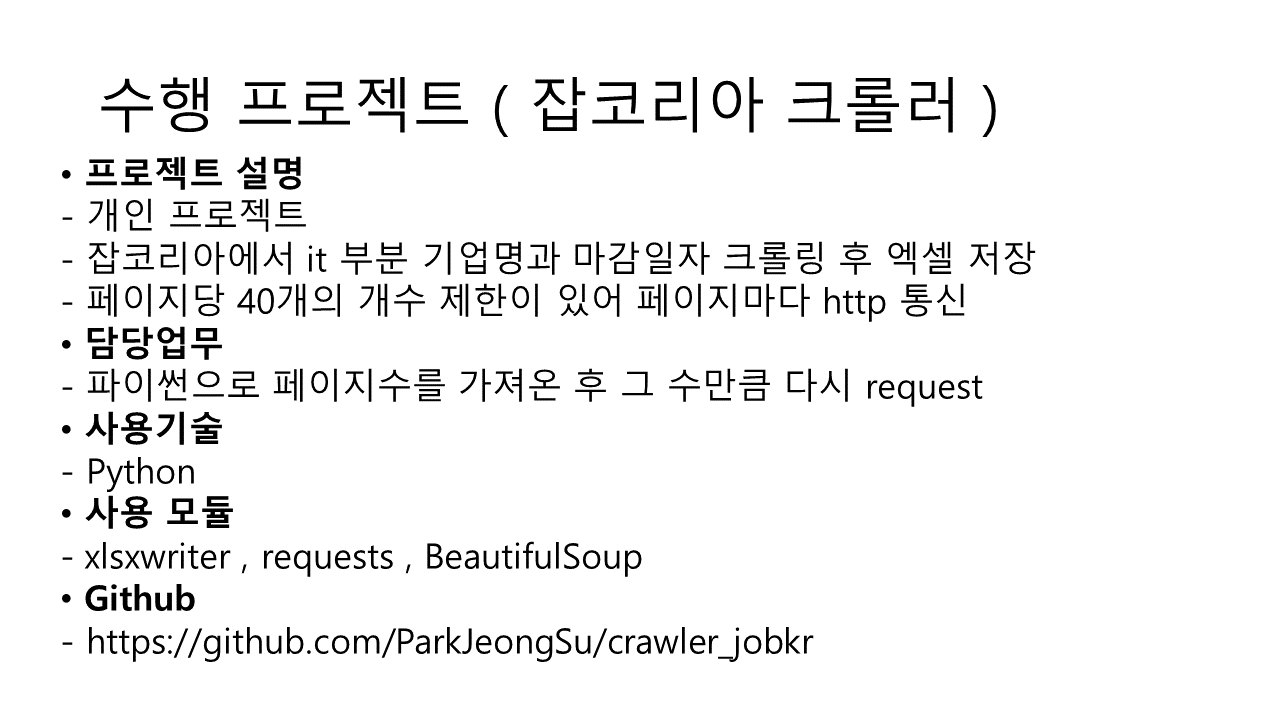 수행 프로젝트 ( 잡코리아 크롤러 )
• 프로젝트 설명
- 개인 프로젝트
- 잡코리아에서 it 부분 기업명과 마감일자 크롤링 후 엑셀 저장
- 페이지당 40개의 개수 제한이 있어 페이지마다 http 통신
• 담당업무
- 파이썬으로 페이지수를 가져온 후 그 수만큼 다시 request
• 사용기술
- Python
• 사용 모듈
- xlsxwriter , requests , BeautifulSoup
• Github
- https://github.com/ParkJeongSu/crawler_jobkr